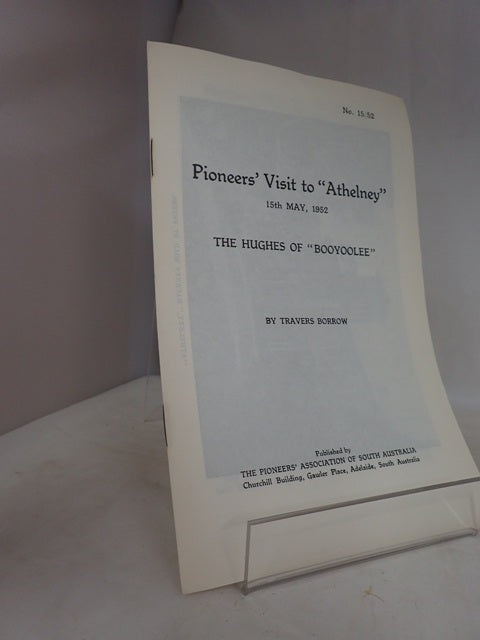 No. 15/52
Pioneers' Visit to "Athelney"
15th MAY, 1952
THE HUGHES OF "BOOYOOLEE"
BY TRAVERS BORROW
Published by
THE PIONEERS' ASSOCIATION OF SOUTH AUSTRALIA
Churchill Building, Gawler Place, Adelaide, South Australia